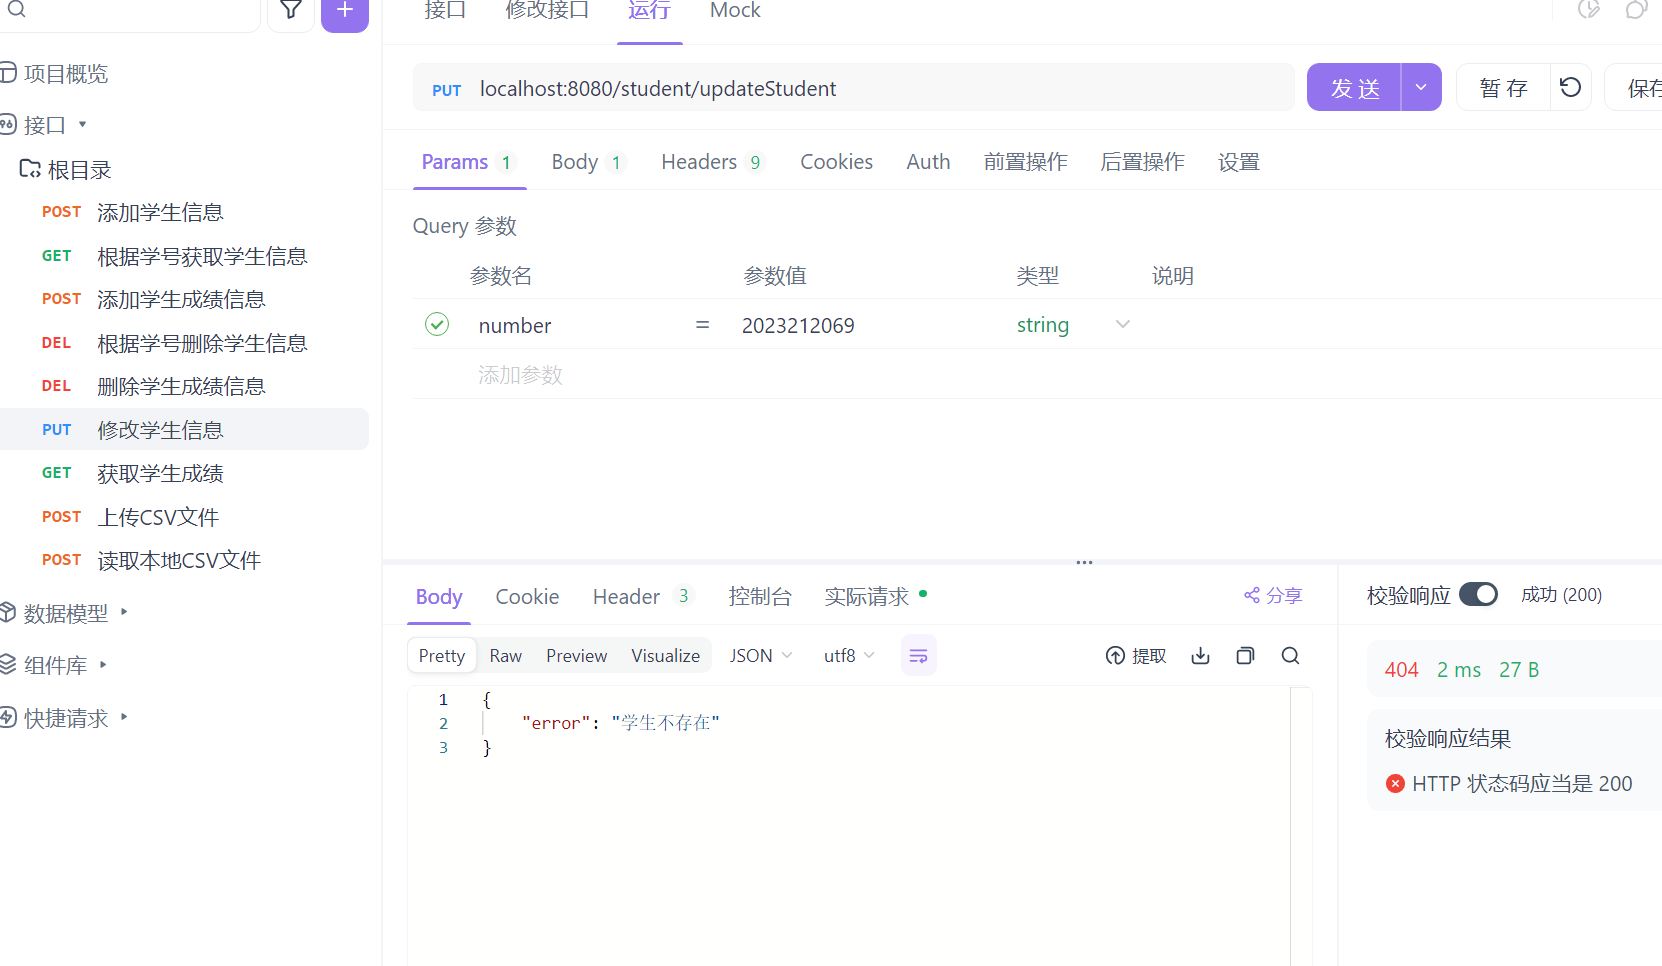 接口 修改接口 运行 Mock
项目概览
接口
根目录
POST 添加学生信息
GET 根据学号获取学生信息
POST 添加学生成绩信息
DEL 根据学号删除学生信息
DEL 删除学生成绩信息
PUT 修改学生信息
GET 获取学生成绩
POST 上传CSV文件
POST 读取本地CSV文件
数据模型
组件库
快捷请求
PUT localhost:8080/student/updateStudent 发送 暂存 保存
Params 1 Body 1 Headers 9 Cookies Auth 前置操作 后置操作 设置
Query 参数
参数名 参数值 类型 说明
number = 2023212069 string
添加参数
Body Cookie Header 3 控制台 实际请求 分享
Pretty Raw Preview Visualize JSON utf8 提取
1 {
2 "error": "学生不存在"
3 }
校验响应 成功 (200)
404 2 ms 27 B
校验响应结果
HTTP 状态码应当是 200